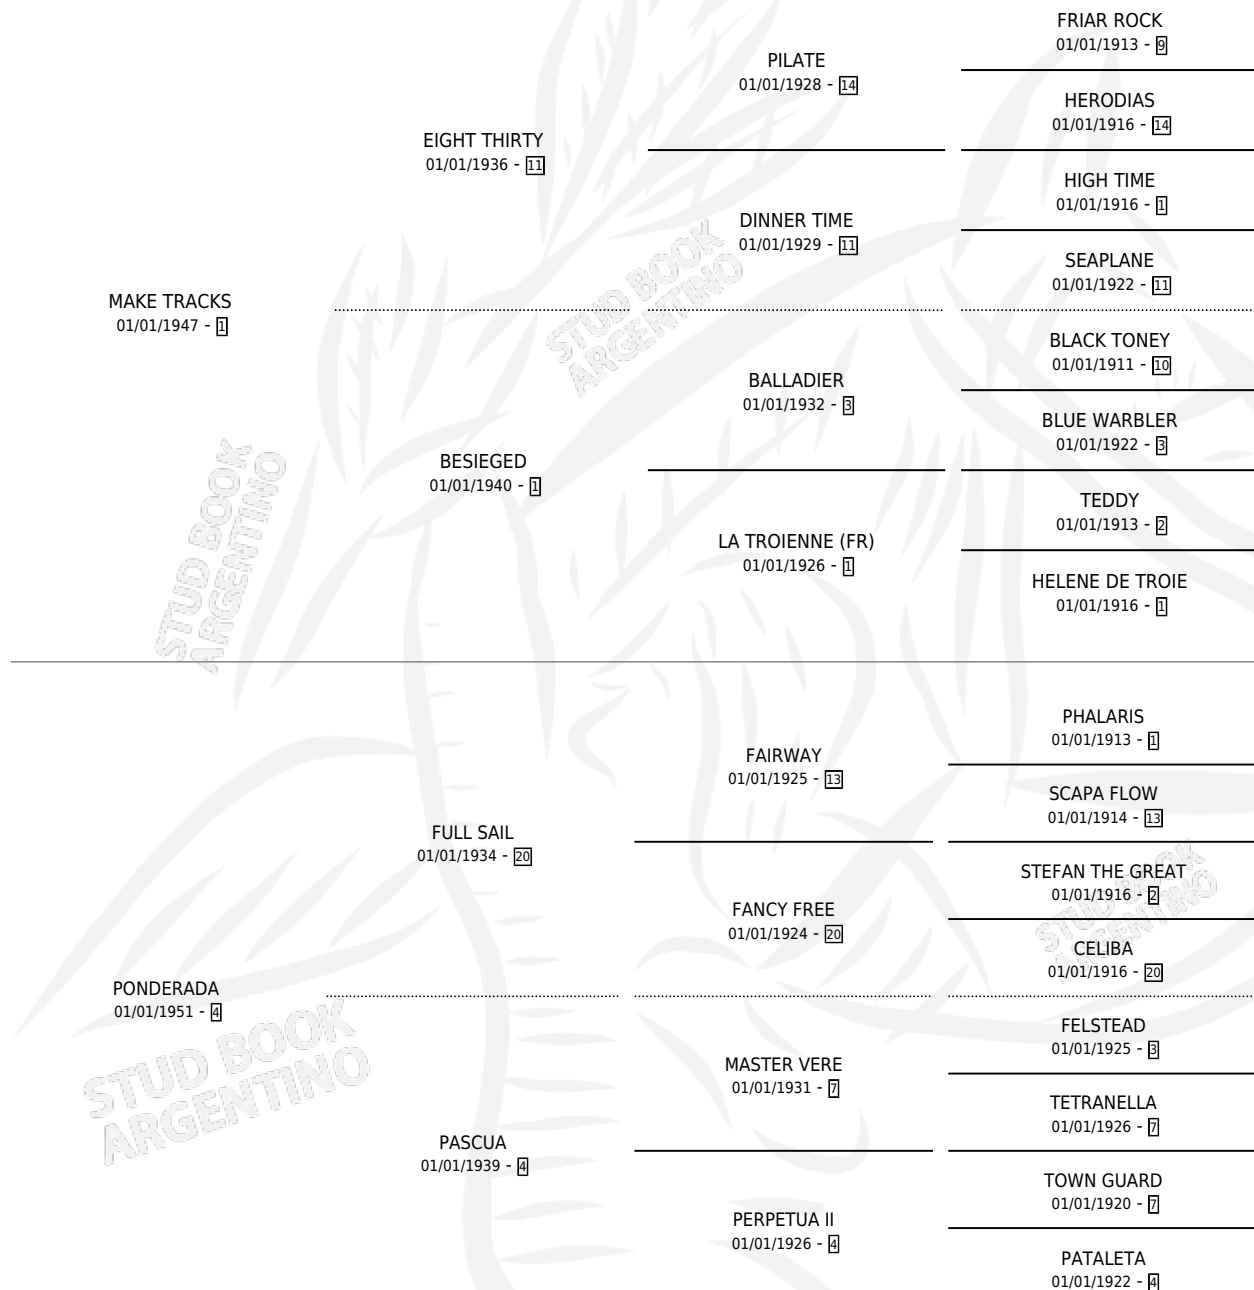 FRIAR ROCK
01/01/1913 - 9
PILATE
01/01/1928 - 14
HERODIAS
01/01/1916 - 14
EIGHT THIRTY
01/01/1936 - 11
HIGH TIME
01/01/1916 - 1
DINNER TIME
01/01/1929 - 11
SEAPLANE
01/01/1922 - 11
MAKE TRACKS
01/01/1947 - 1
BLACK TONEY
01/01/1911 - 10
BALLADIER
01/01/1932 - 3
BLUE WARBLER
01/01/1922 - 3
BESIEGED
01/01/1940 - 1
TEDDY
01/01/1913 - 2
LA TROIENNE (FR)
01/01/1926 - 1
HELENE DE TROIE
01/01/1916 - 1
PHALARIS
01/01/1913 - 1
FAIRWAY
01/01/1925 - 13
SCAPA FLOW
01/01/1914 - 13
FULL SAIL
01/01/1934 - 20
STEFAN THE GREAT
01/01/1916 - 2
FANCY FREE
01/01/1924 - 20
CELIBA
01/01/1916 - 20
PONDERADA
01/01/1951 - 4
FELSTEAD
01/01/1925 - 3
MASTER VERE
01/01/1931 - 7
TETRANELLA
01/01/1926 - 7
PASCUA
01/01/1939 - 4
TOWN GUARD
01/01/1920 - 7
PERPETUA II
01/01/1926 - 4
PATALETA
01/01/1922 - 4
STUD BOOK
ARGENTINO
STUD BOOK
ARGENTINO
STUD BOOK
ARGENTINO
STUD BOOK
ARGENTINO